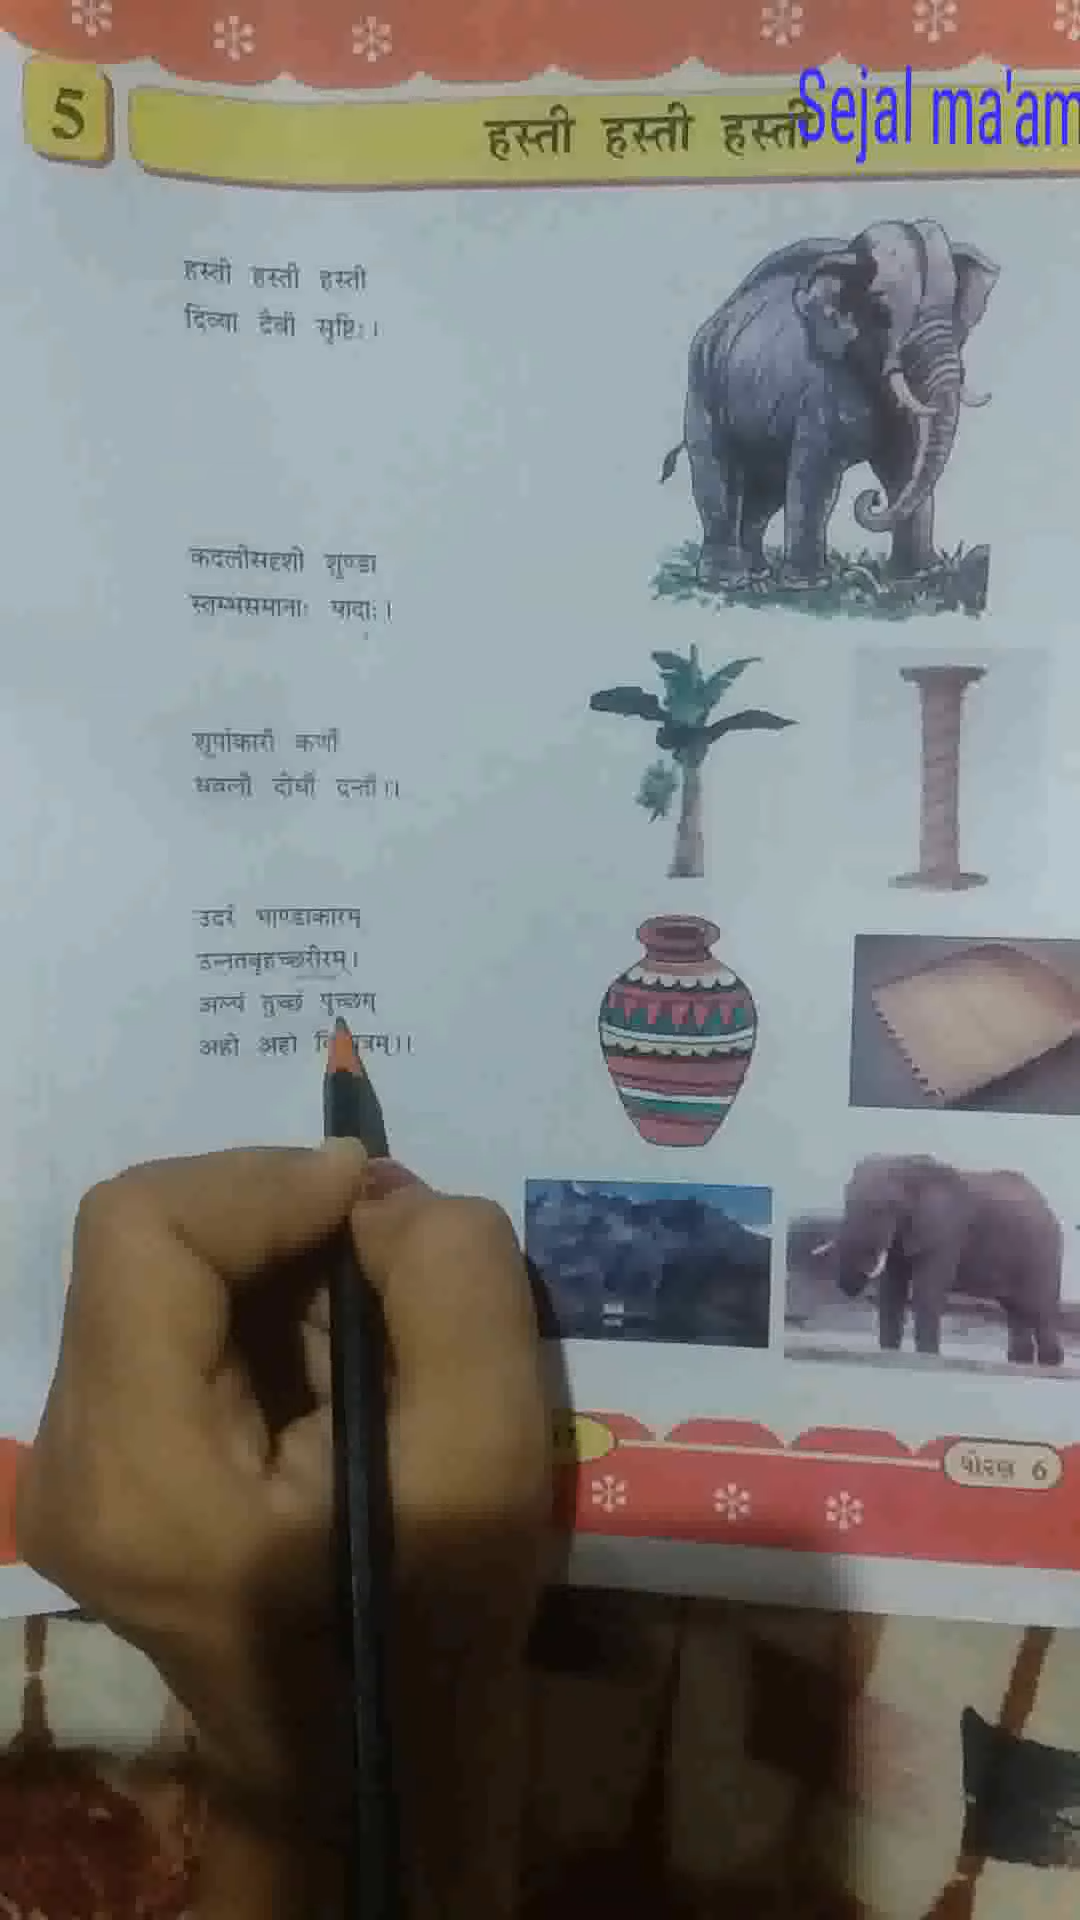 5
हस्ती हस्ती हस्ती
Sejal ma'am
हस्ती हस्ती हस्ती
दिव्या दैवी सृष्टिः।
कदलीसदृशी शुण्डा
स्तम्भसमानाः पादाः।
शूर्पाकारौ कर्णौ
धवलौ दीर्घौ दन्तौ।।
उदरं भाण्डाकारम्
उन्नतबृहच्छरीरम्।
अल्पं तुच्छं पुच्छम्
अहो अहो
ધોરણ 6